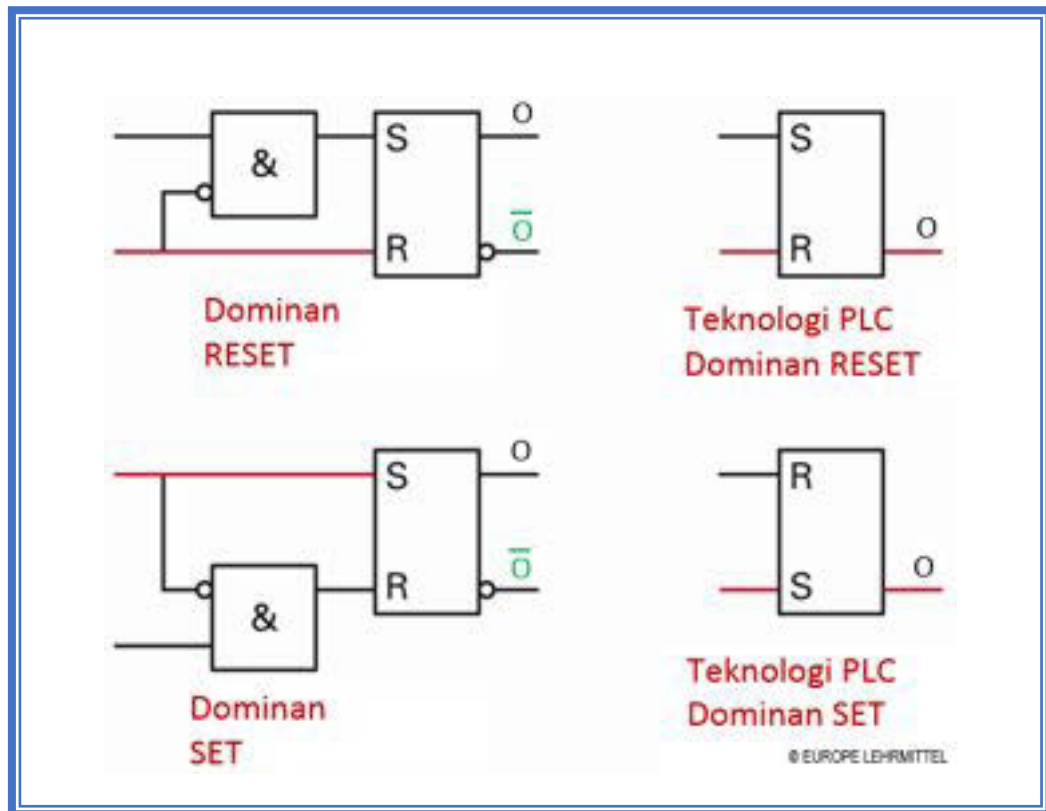 &
S
R
O
O̅
Dominan
RESET
S
R
O
Teknologi PLC
Dominan RESET
&
S
R
O
O̅
Dominan
SET
R
S
O
Teknologi PLC
Dominan SET
© EUROPE LEHRMITTEL